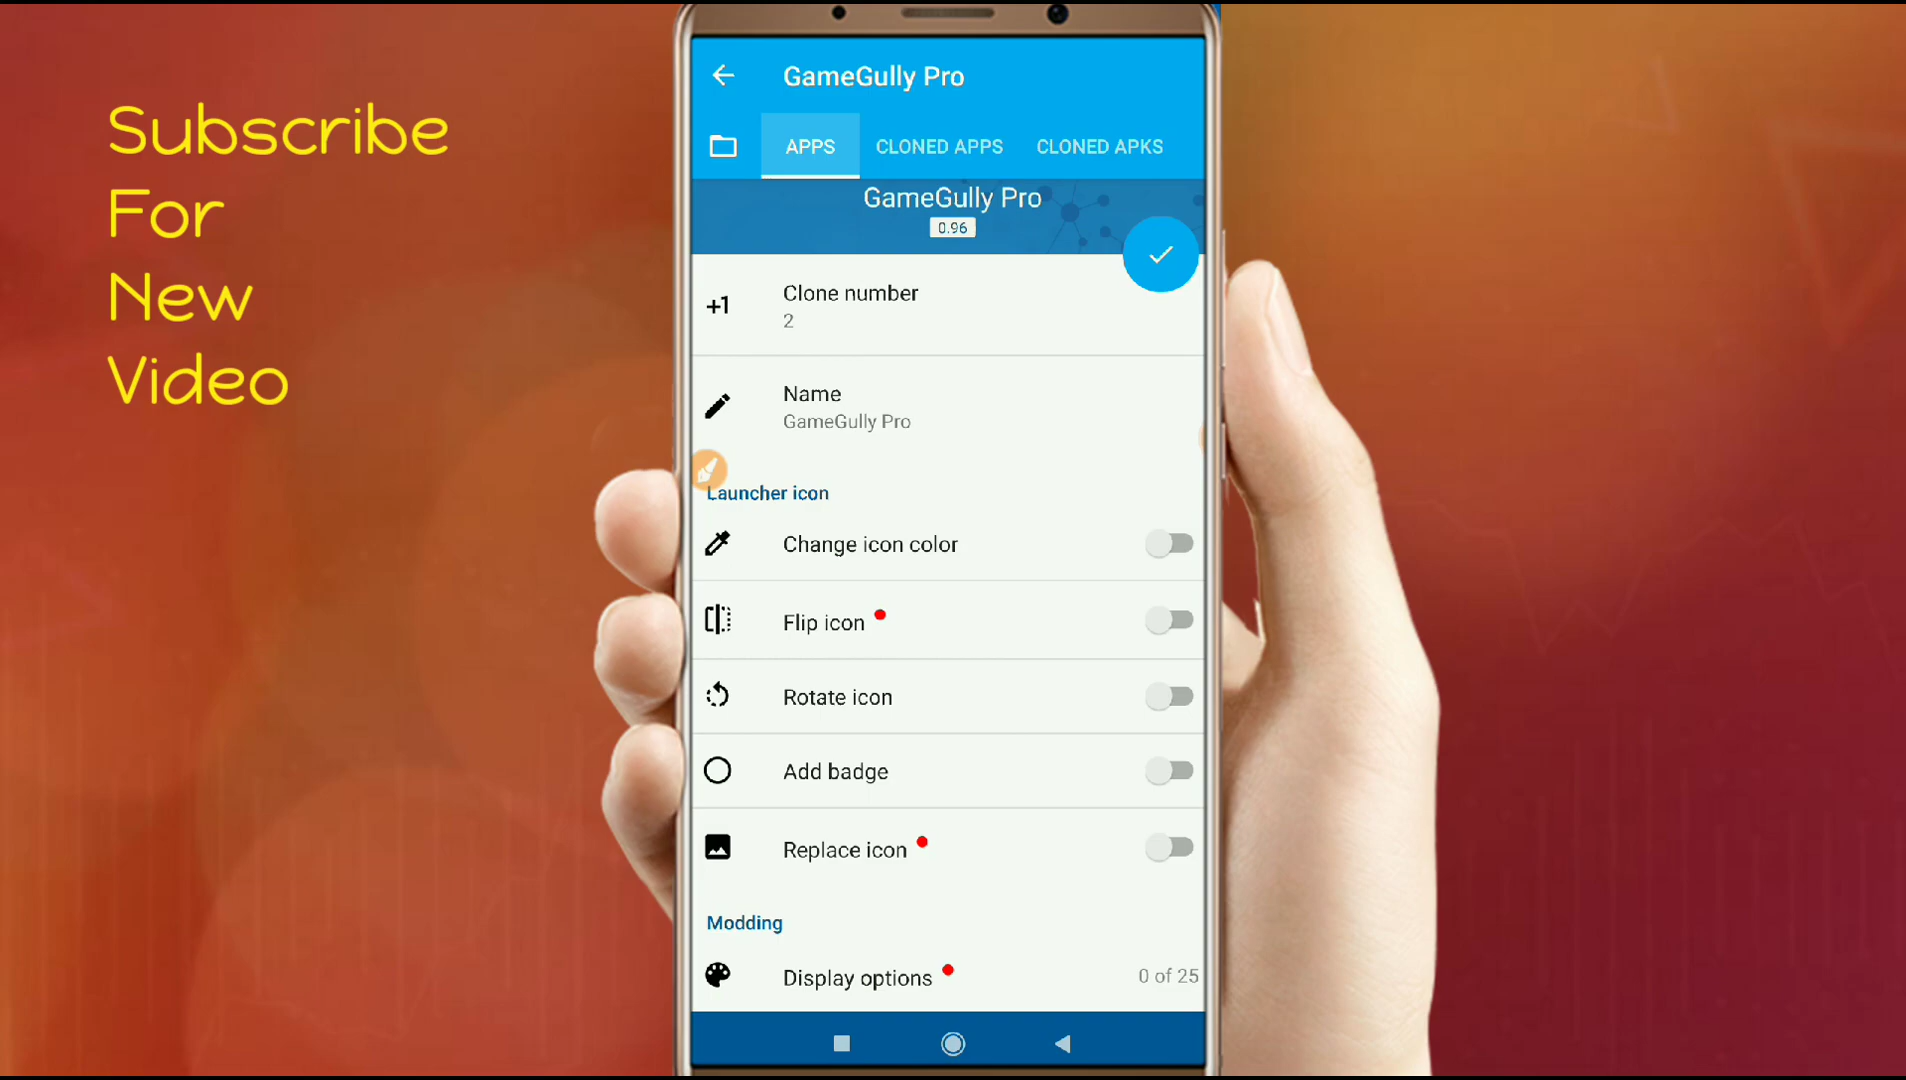 Subscribe
For
New
Video
GameGully Pro
APPS CLONED APPS CLONED APKS
GameGully Pro
0.96
+1 Clone number
2
Name
GameGully Pro
Launcher icon
Change icon color
Flip icon
Rotate icon
Add badge
Replace icon
Modding
Display options 0 of 25